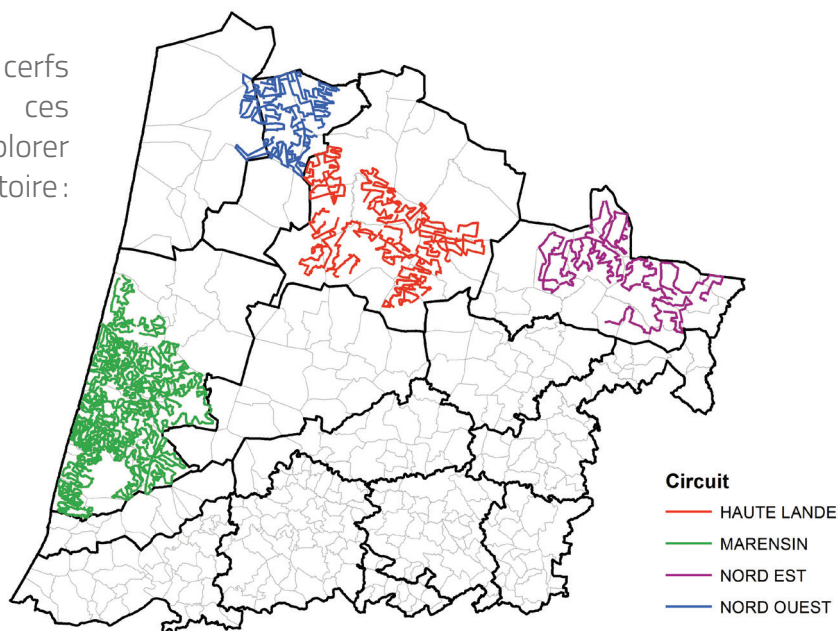 cerfs
ces
plorer
toire :
Circuit
HAUTE LANDE
MARENSIN
NORD EST
NORD OUEST